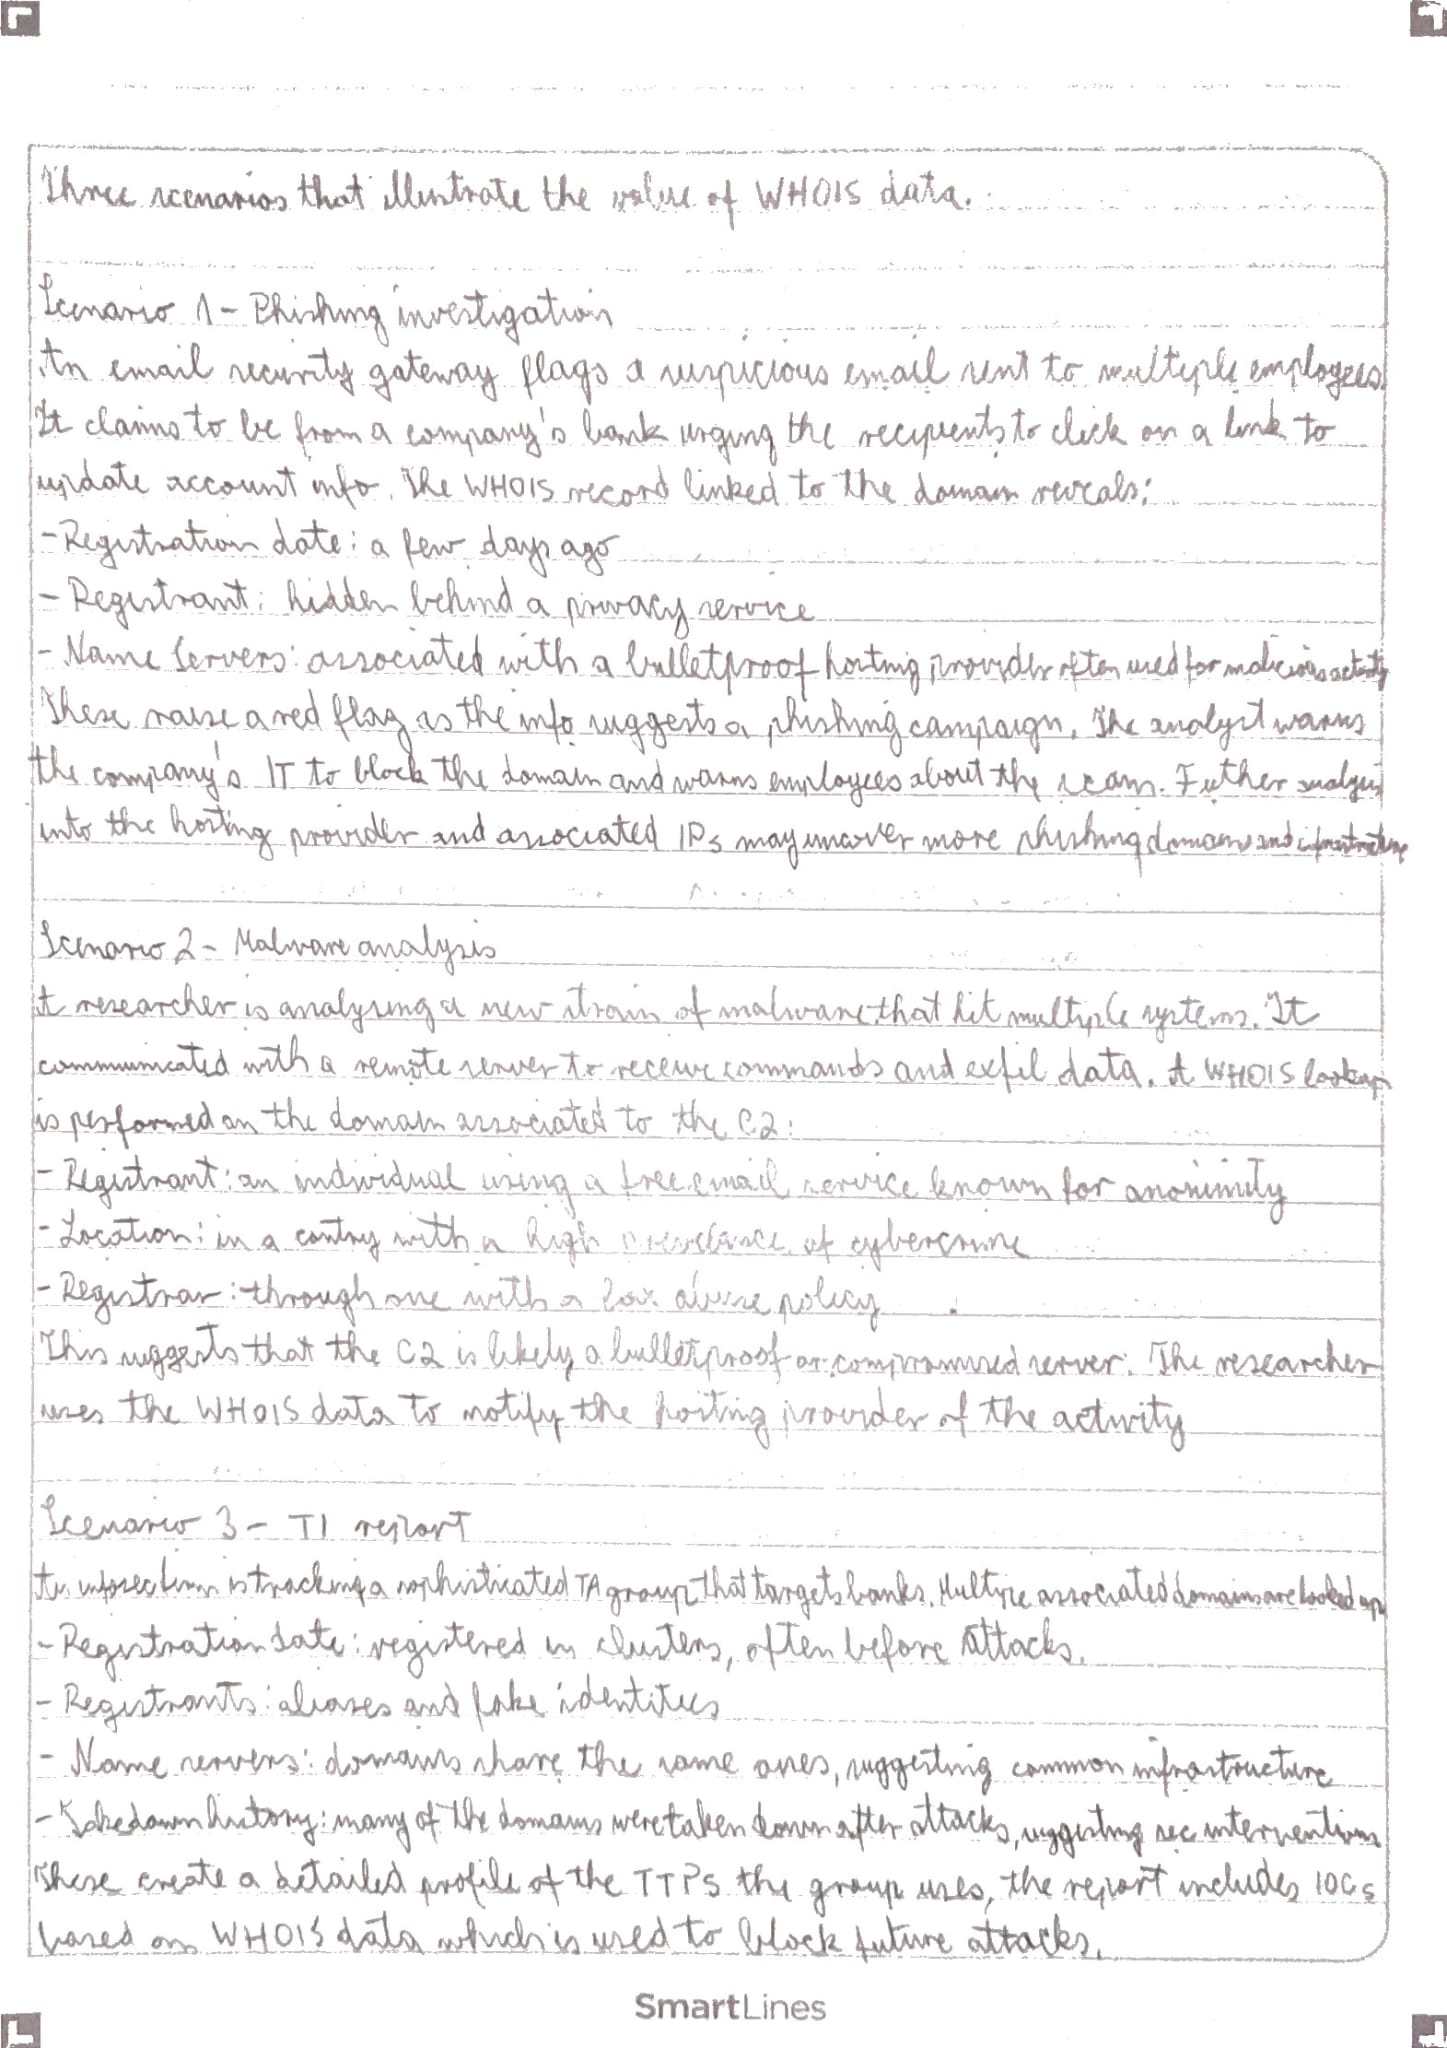 Three scenarios that illustrate the value of WHOIS data.
Scenario 1 - Phishing investigation
An email security gateway flags a suspicious email sent to multiple employees.
It claims to be from a company's bank urging the recipients to click on a link to
update account info. The WHOIS record linked to the domain reveals:
- Registration date: a few days ago
- Registrant: hidden behind a privacy service
- Name Servers: associated with a bulletproof hosting provider often used for malicious activity
These raise a red flag as the info suggests a phishing campaign. The analyst warns
the company's IT to block the domain and warns employees about the scam. Futher analysis
into the hosting provider and associated IPs may uncover more phishing domains and infrastructure
Scenario 2 - Malware analysis
A researcher is analysing a new strain of malware that hit multiple systems. It
communicated with a remote server to receive commands and exfil data. A WHOIS lookup
is performed on the domain associated to the C2:
- Registrant: an individual using a free email service known for anonimity
- Location: in a contry with a high prevelance of cybercrime
- Registrar: through one with a lax abuse policy
This suggests that the C2 is likely a bulletproof or compromised server. The researcher
uses the WHOIS data to notify the hosting provider of the activity
Scenario 3 - TI report
An infosec firm is tracking a sophisticated TA group that targets banks. Multiple associated domains are looked up
- Registration date: registered in clusters, often before attacks.
- Registrants: aliases and fake identities
- Name servers: domains share the same ones, suggesting common infrastructure
- Takedown history: many of the domains were taken down after attacks, suggesting sec interventions
These create a detailed profile of the TTPs the group uses, the report includes IOCs
based on WHOIS data which is used to block future attacks.
SmartLines